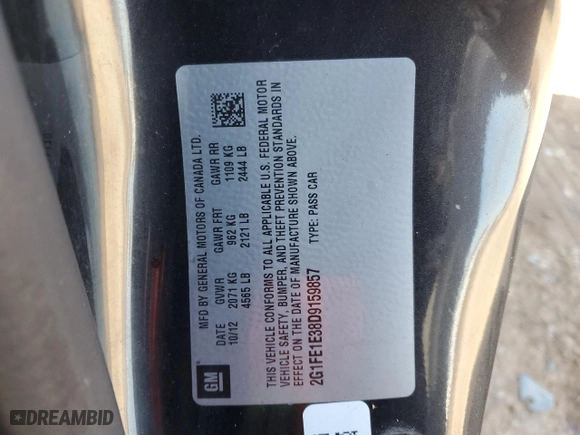 MFD BY GENERAL MOTORS OF CANADA LTD.
10/12
GVWR
2071 KG
4565 LB
GAWR FRT
962 KG
2121 LB
GAWR RR
1109 KG
2444 LB
THIS VEHICLE CONFORMS TO ALL APPLICABLE U.S. FEDERAL MOTOR
VEHICLE SAFETY, BUMPER, AND THEFT PREVENTION STANDARDS IN
EFFECT ON THE DATE OF MANUFACTURE SHOWN ABOVE.
2G1FE1E38D9159857
TYPE: PASS CAR
GM
DREAMBID